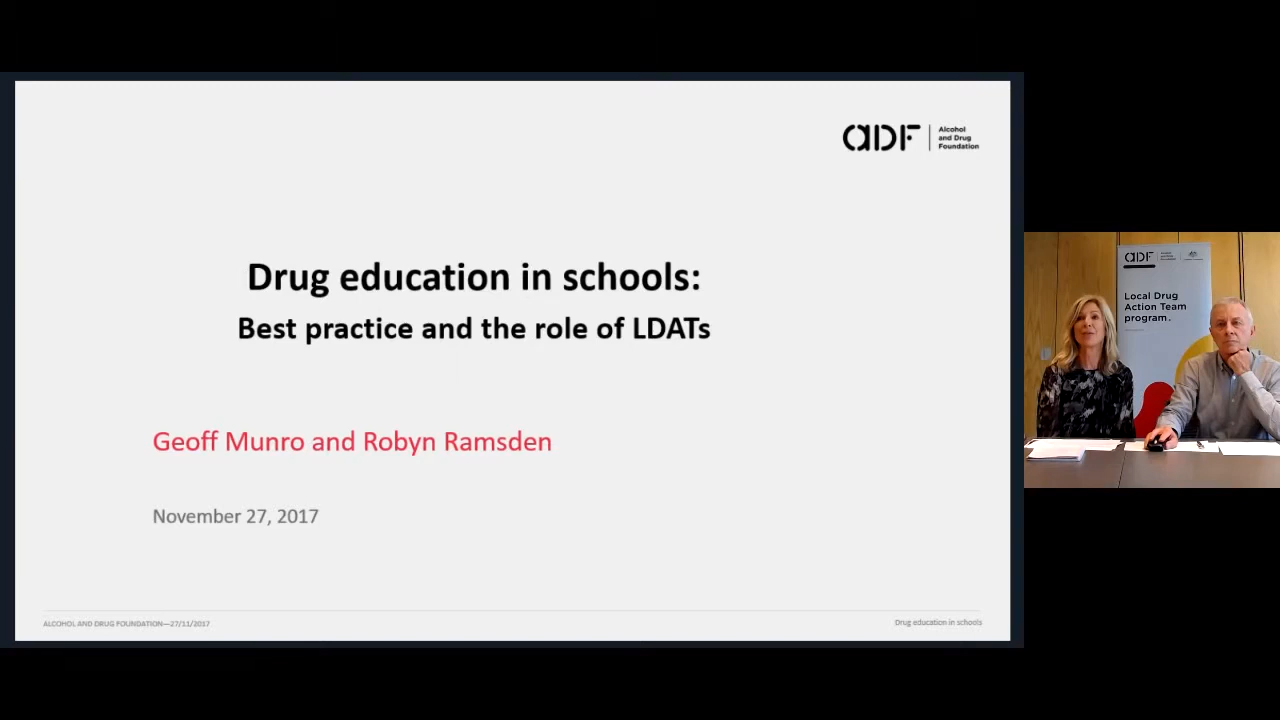 aDF
Alcohol
and Drug
Foundation
Drug education in schools:
Best practice and the role of LDATs
Geoff Munro and Robyn Ramsden
November 27, 2017
ALCOHOL AND DRUG FOUNDATION—27/11/2017
Drug education in schools
aDF
Local Drug
Action Team
program.